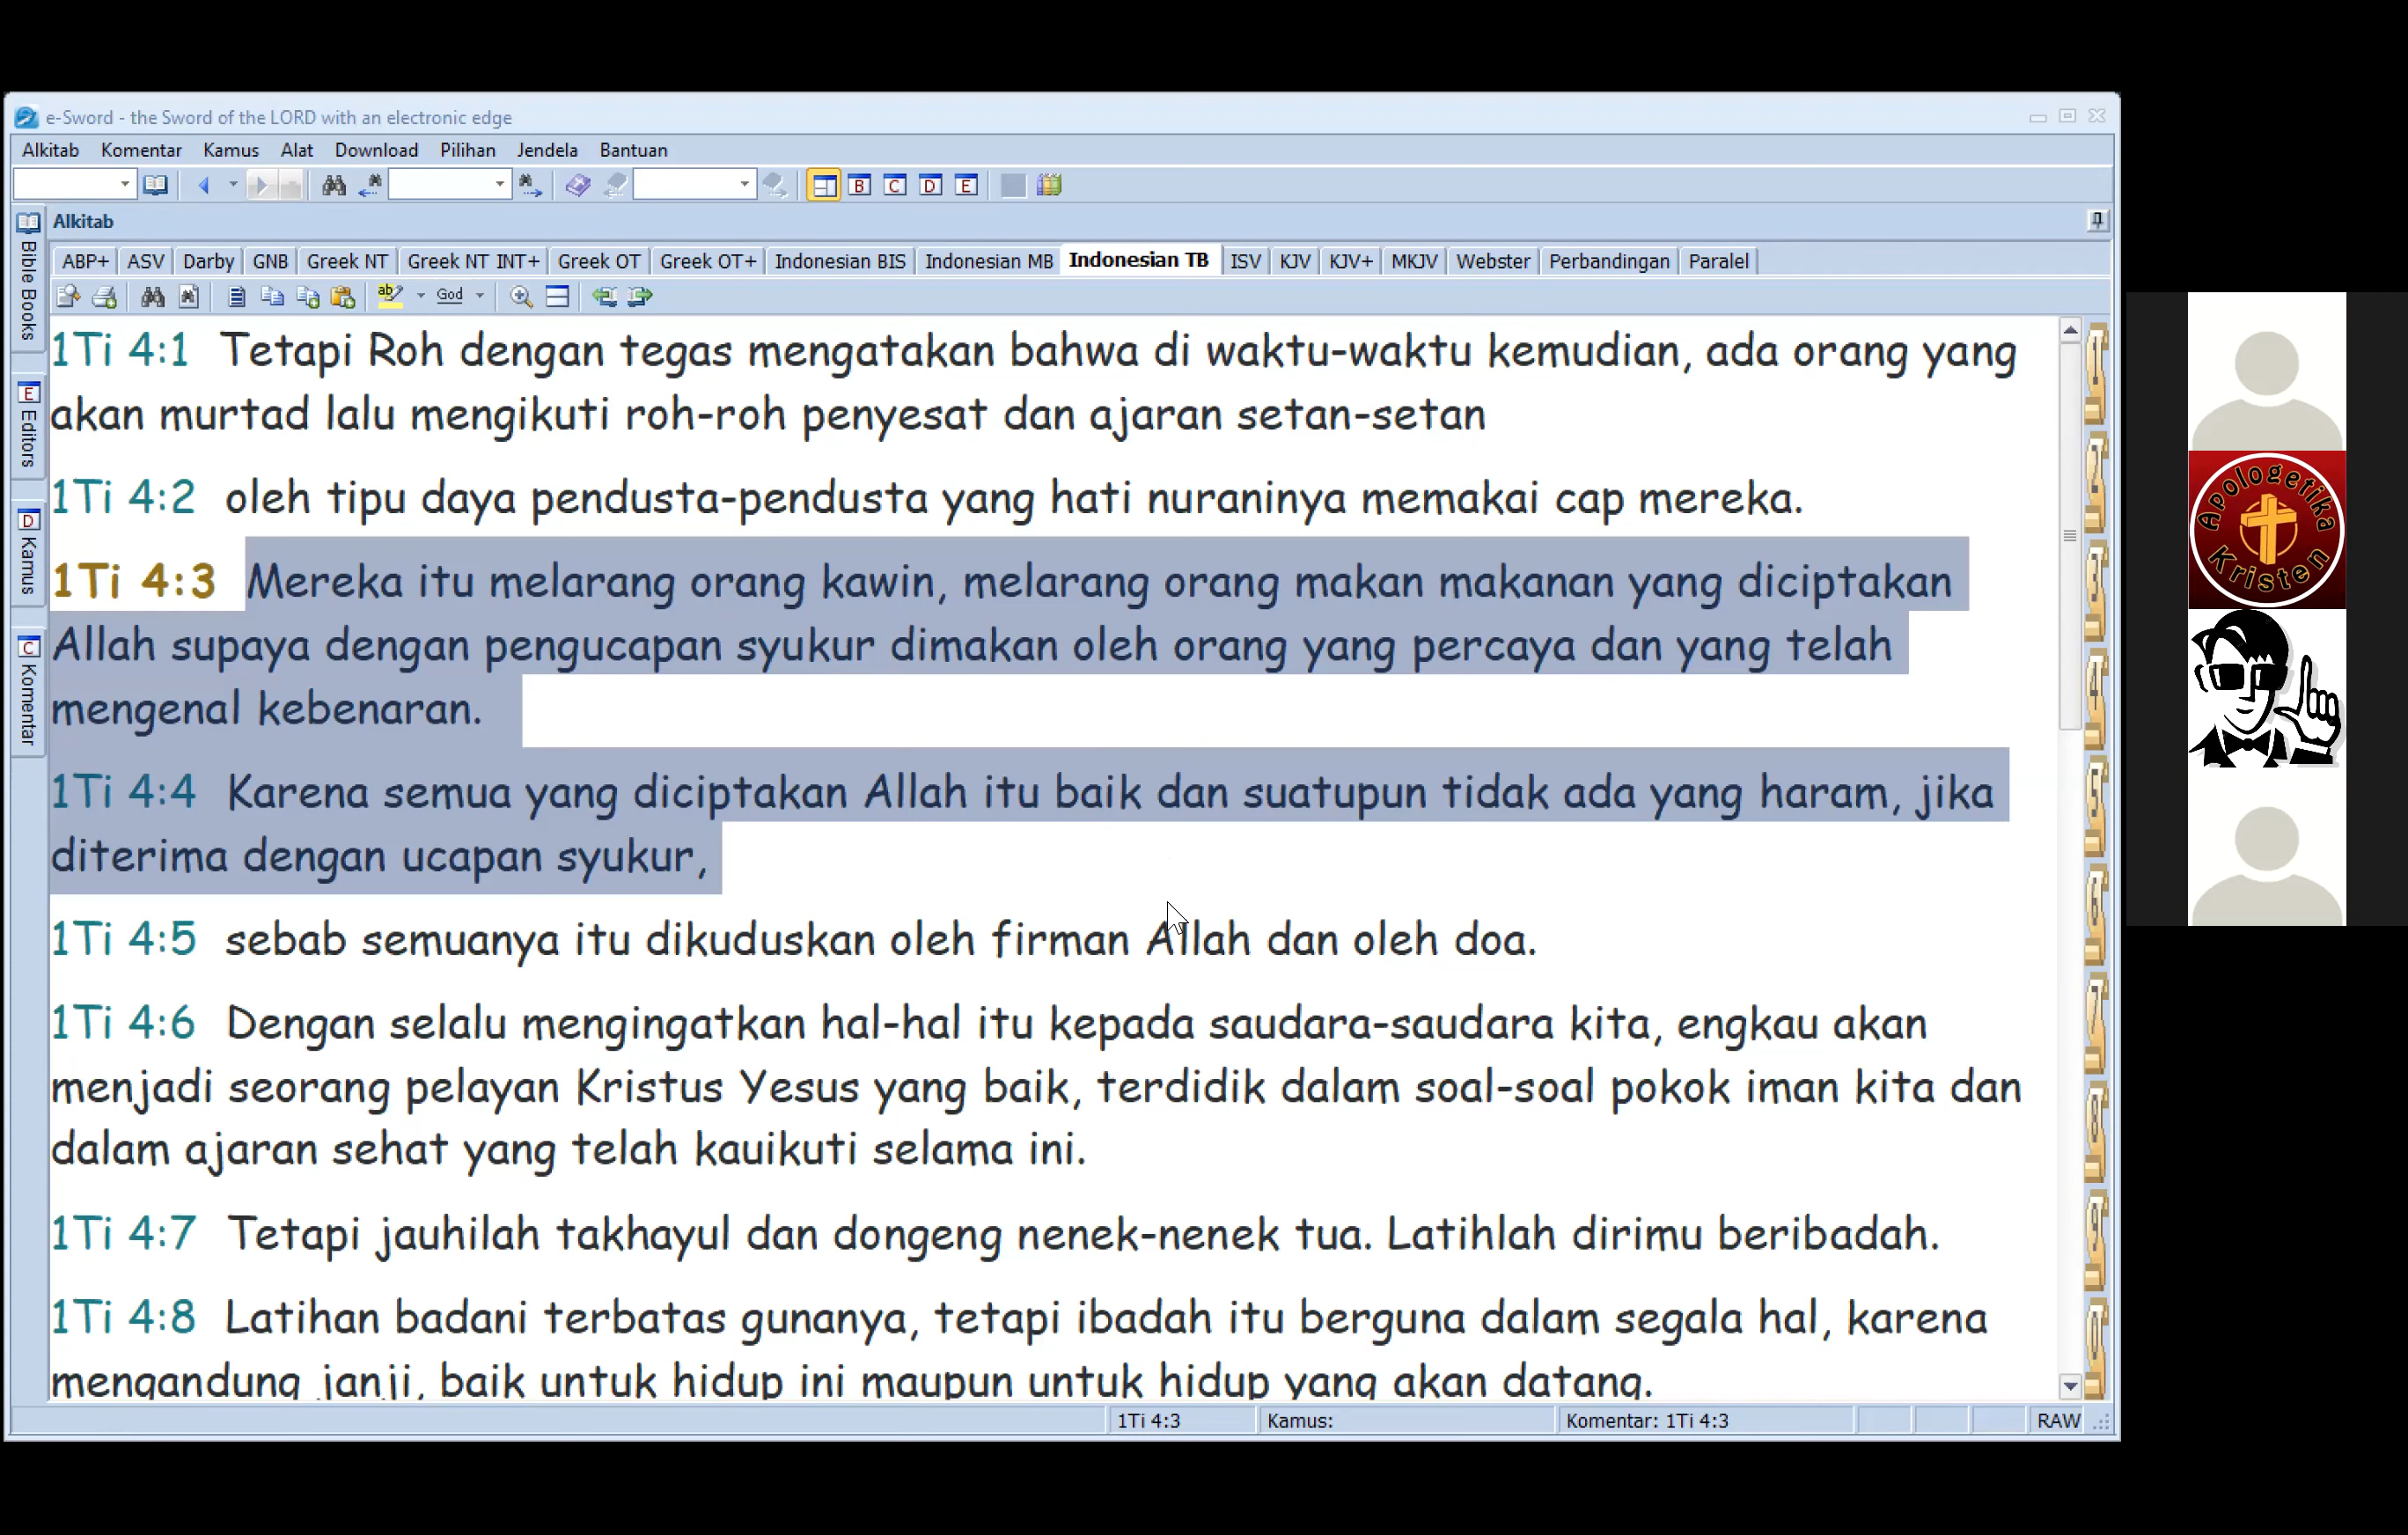 e-Sword - the Sword of the LORD with an electronic edge
Alkitab Komentar Kamus Alat Download Pilihan Jendela Bantuan
B C D E
Alkitab
ABP+ ASV Darby GNB Greek NT Greek NT INT+ Greek OT Greek OT+ Indonesian BIS Indonesian MB Indonesian TB ISV KJV KJV+ MKJV Webster Perbandingan Paralel
ab God
Bible Books
E Editors
D Kamus
C Komentar
1Ti 4:1 Tetapi Roh dengan tegas mengatakan bahwa di waktu-waktu kemudian, ada orang yang
akan murtad lalu mengikuti roh-roh penyesat dan ajaran setan-setan
1Ti 4:2 oleh tipu daya pendusta-pendusta yang hati nuraninya memakai cap mereka.
1Ti 4:3 Mereka itu melarang orang kawin, melarang orang makan makanan yang diciptakan
Allah supaya dengan pengucapan syukur dimakan oleh orang yang percaya dan yang telah
mengenal kebenaran.
1Ti 4:4 Karena semua yang diciptakan Allah itu baik dan suatupun tidak ada yang haram, jika
diterima dengan ucapan syukur,
1Ti 4:5 sebab semuanya itu dikuduskan oleh firman Allah dan oleh doa.
1Ti 4:6 Dengan selalu mengingatkan hal-hal itu kepada saudara-saudara kita, engkau akan
menjadi seorang pelayan Kristus Yesus yang baik, terdidik dalam soal-soal pokok iman kita dan
dalam ajaran sehat yang telah kauikuti selama ini.
1Ti 4:7 Tetapi jauhilah takhayul dan dongeng nenek-nenek tua. Latihlah dirimu beribadah.
1Ti 4:8 Latihan badani terbatas gunanya, tetapi ibadah itu berguna dalam segala hal, karena
mengandung janji, baik untuk hidup ini maupun untuk hidup yang akan datang.
1
2
3
4
5
6
7
8
9
0
1Ti 4:3 Kamus: Komentar: 1Ti 4:3 RAW
Apologetika
Kristen